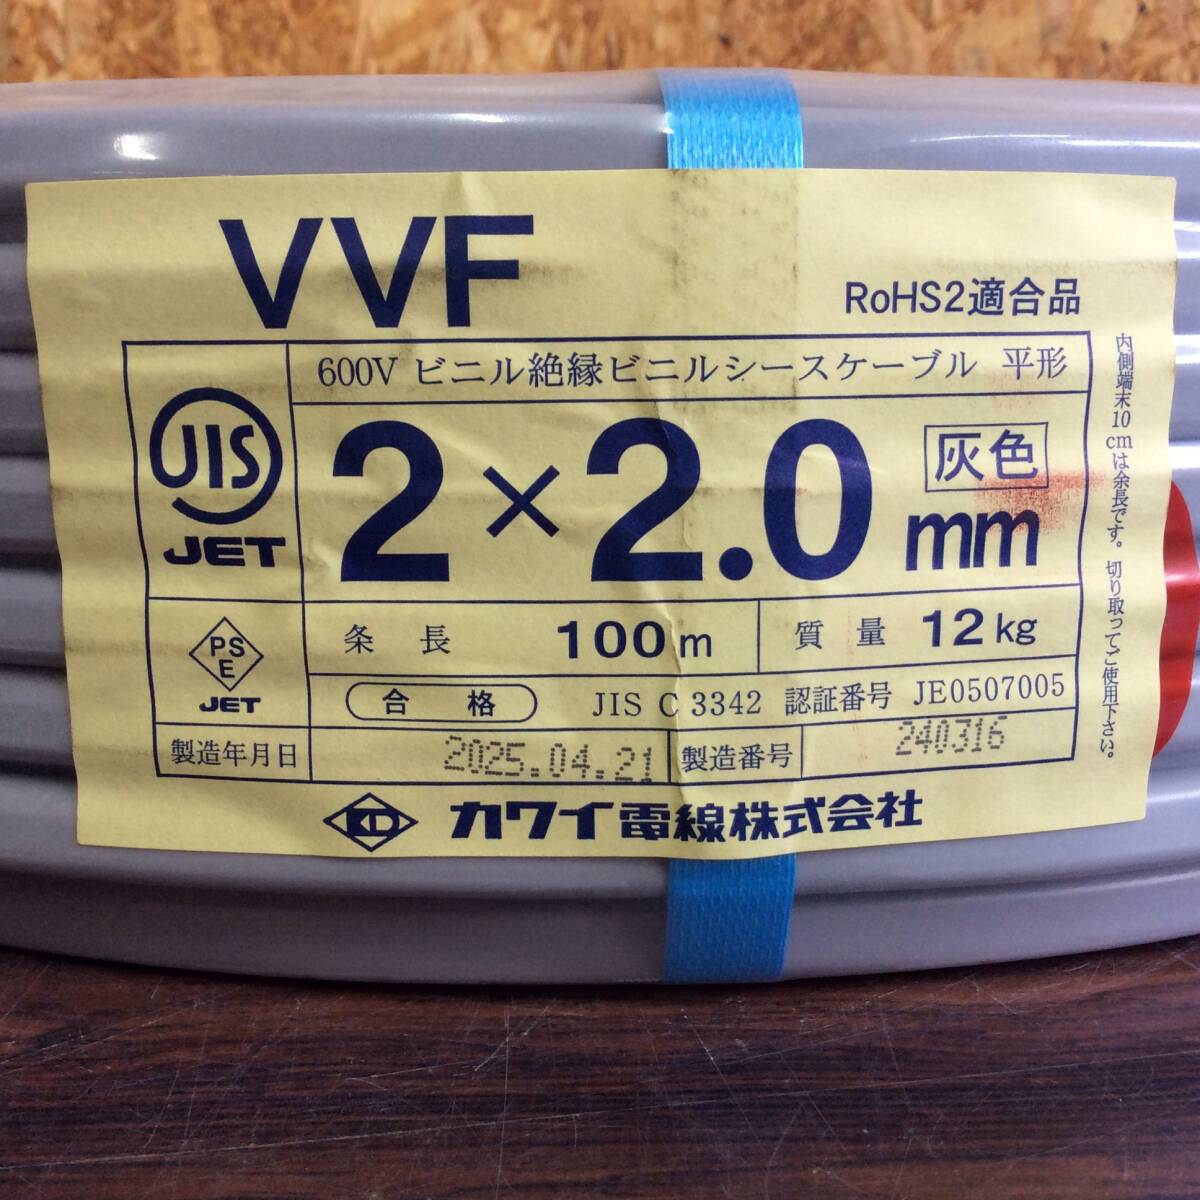 VVF
RoHS2適合品
600V ビニル絶縁ビニルシースケーブル 平形
JIS
JET
2×2.0mm
灰色
PS
E
JET
条長 100m
質量 12kg
合格 JIS C 3342 認証番号 JE0507005
製造年月日 2025.04.21
製造番号 240316
KD カワイ電線株式会社
内側端末10cmは余長です。切り取ってご使用下さい。